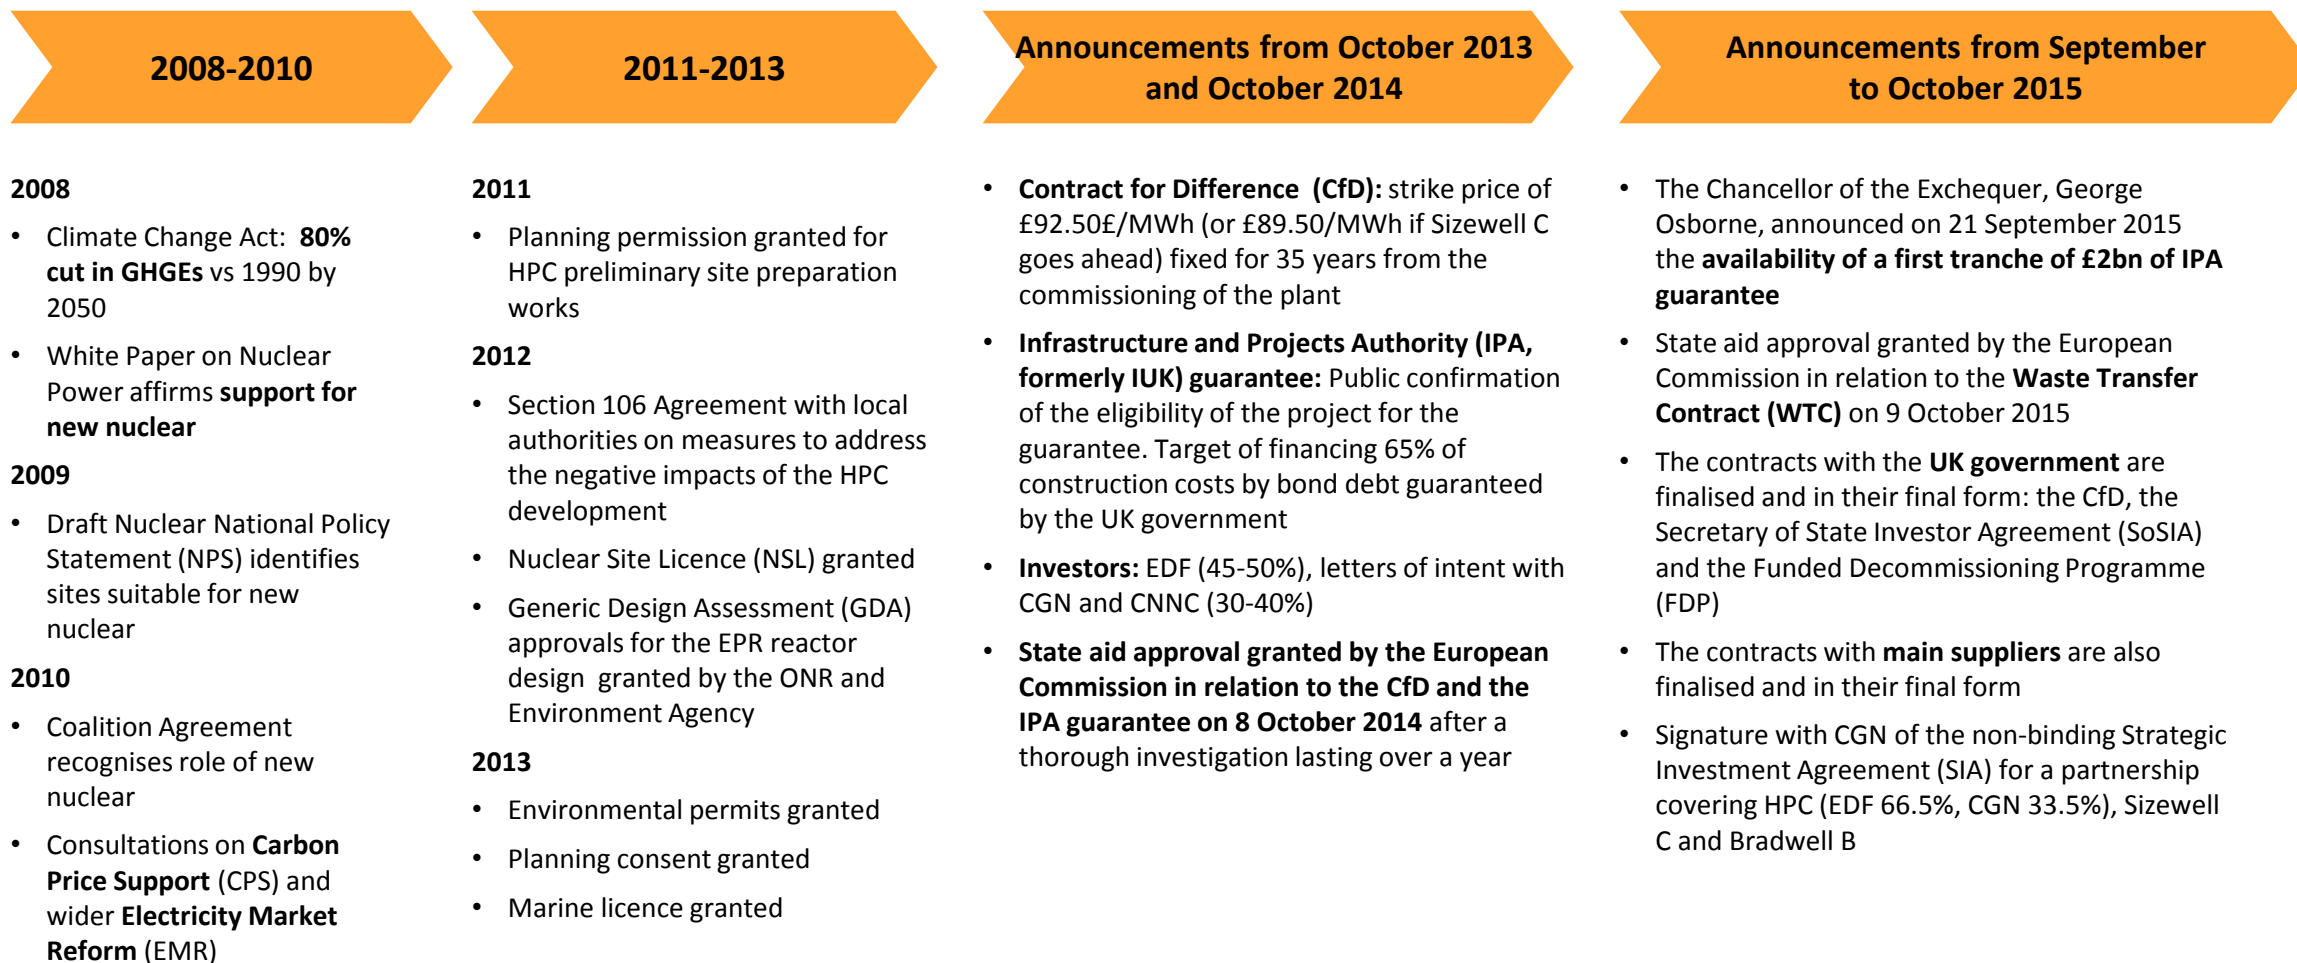 2008-2010
2008
• Climate Change Act: 80%
cut in GHGEs vs 1990 by
2050
• White Paper on Nuclear
Power affirms support for
new nuclear
2009
• Draft Nuclear National Policy
Statement (NPS) identifies
sites suitable for new
nuclear
2010
• Coalition Agreement
recognises role of new
nuclear
• Consultations on Carbon
Price Support (CPS) and
wider Electricity Market
Reform (EMR)
2011-2013
2011
• Planning permission granted for
HPC preliminary site preparation
works
2012
• Section 106 Agreement with local
authorities on measures to address
the negative impacts of the HPC
development
• Nuclear Site Licence (NSL) granted
• Generic Design Assessment (GDA)
approvals for the EPR reactor
design granted by the ONR and
Environment Agency
2013
• Environmental permits granted
• Planning consent granted
• Marine licence granted
Announcements from October 2013
and October 2014
• Contract for Difference (CfD): strike price of
£92.50£/MWh (or £89.50/MWh if Sizewell C
goes ahead) fixed for 35 years from the
commissioning of the plant
• Infrastructure and Projects Authority (IPA,
formerly IUK) guarantee: Public confirmation
of the eligibility of the project for the
guarantee. Target of financing 65% of
construction costs by bond debt guaranteed
by the UK government
• Investors: EDF (45-50%), letters of intent with
CGN and CNNC (30-40%)
• State aid approval granted by the European
Commission in relation to the CfD and the
IPA guarantee on 8 October 2014 after a
thorough investigation lasting over a year
Announcements from September
to October 2015
• The Chancellor of the Exchequer, George
Osborne, announced on 21 September 2015
the availability of a first tranche of £2bn of IPA
guarantee
• State aid approval granted by the European
Commission in relation to the Waste Transfer
Contract (WTC) on 9 October 2015
• The contracts with the UK government are
finalised and in their final form: the CfD, the
Secretary of State Investor Agreement (SoSIA)
and the Funded Decommissioning Programme
(FDP)
• The contracts with main suppliers are also
finalised and in their final form
• Signature with CGN of the non-binding Strategic
Investment Agreement (SIA) for a partnership
covering HPC (EDF 66.5%, CGN 33.5%), Sizewell
C and Bradwell B